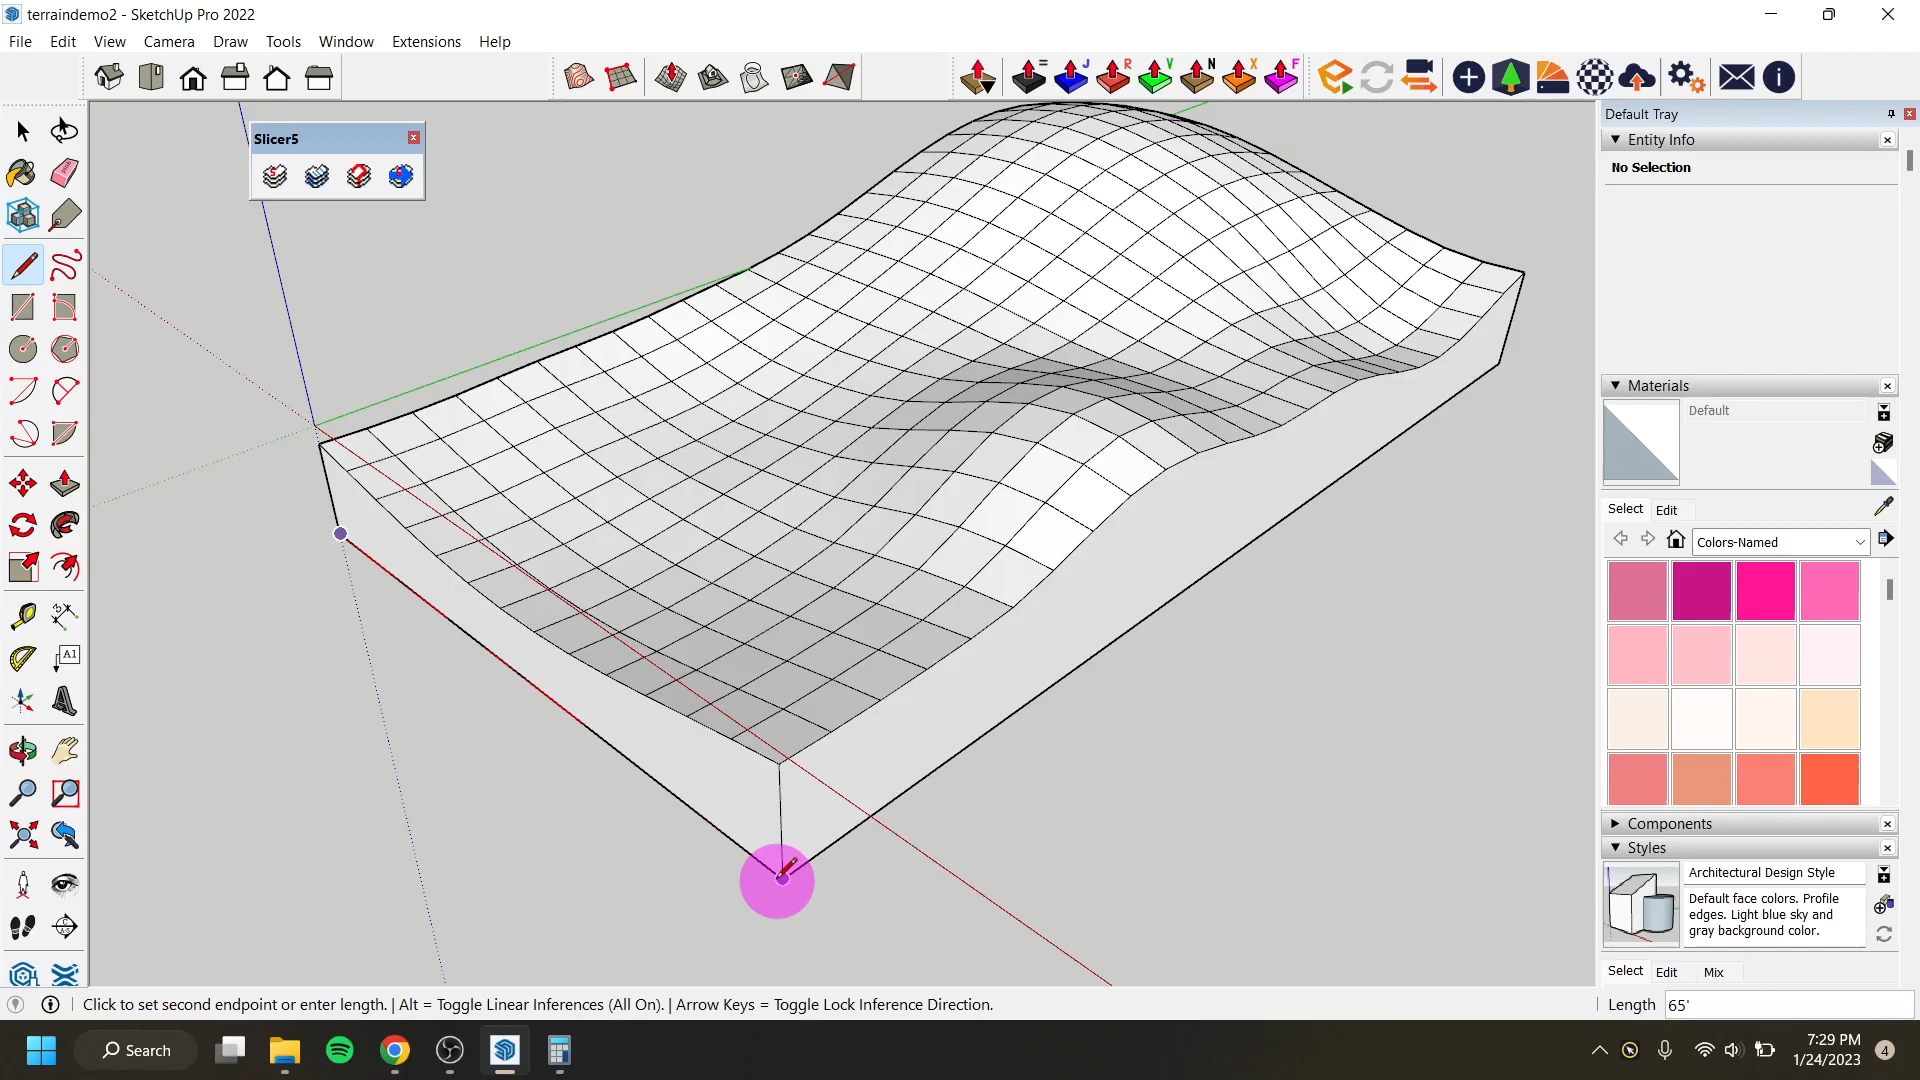 terraindemo2 - SketchUp Pro 2022
File Edit View Camera Draw Tools Window Extensions Help
= J R V N X F
Default Tray
Slicer5
Entity Info
No Selection
Materials
Default
Select Edit
Colors-Named
A1
Components
Styles
Architectural Design Style
Default face colors. Profile
edges. Light blue sky and
gray background color.
Select Edit Mix
Click to set second endpoint or enter length. | Alt = Toggle Linear Inferences (All On). | Arrow Keys = Toggle Lock Inference Direction.
Length 65'
Search
7:29 PM
1/24/2023
4